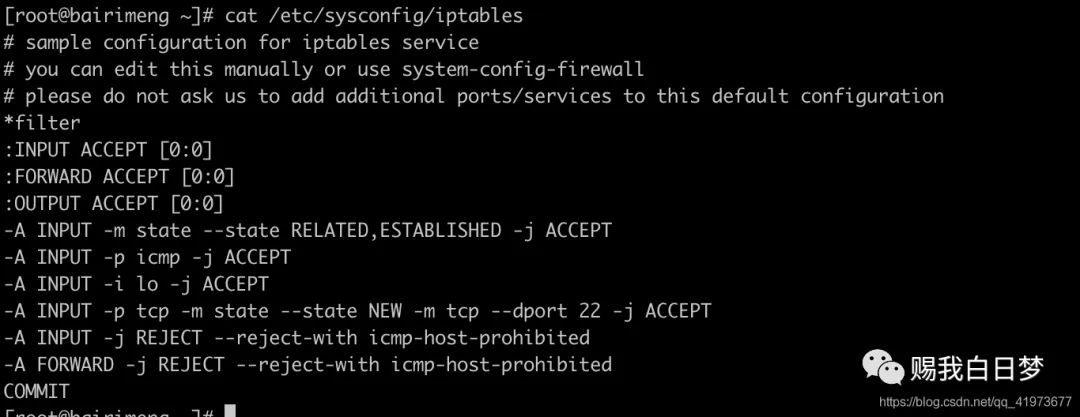 [root@bairimeng ~]# cat /etc/sysconfig/iptables
# sample configuration for iptables service
# you can edit this manually or use system-config-firewall
# please do not ask us to add additional ports/services to this default configuration
*filter
:INPUT ACCEPT [0:0]
:FORWARD ACCEPT [0:0]
:OUTPUT ACCEPT [0:0]
-A INPUT -m state --state RELATED,ESTABLISHED -j ACCEPT
-A INPUT -p icmp -j ACCEPT
-A INPUT -i lo -j ACCEPT
-A INPUT -p tcp -m state --state NEW -m tcp --dport 22 -j ACCEPT
-A INPUT -j REJECT --reject-with icmp-host-prohibited
-A FORWARD -j REJECT --reject-with icmp-host-prohibited
COMMIT
[root@bairimeng ~]#
赐我白日梦
https://blog.csdn.net/qq_41973677